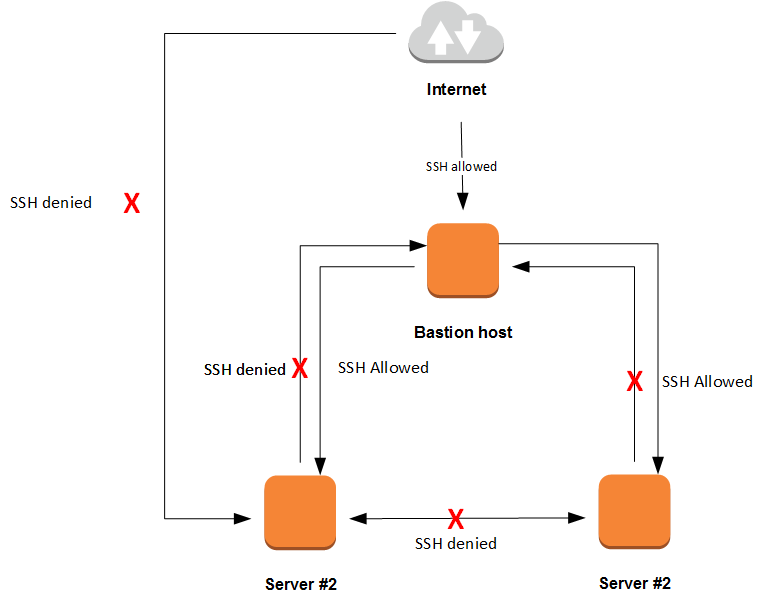 Internet
SSH allowed
SSH denied
X
Bastion host
SSH denied
X
SSH Allowed
X
SSH Allowed
X
SSH denied
Server #2
Server #2